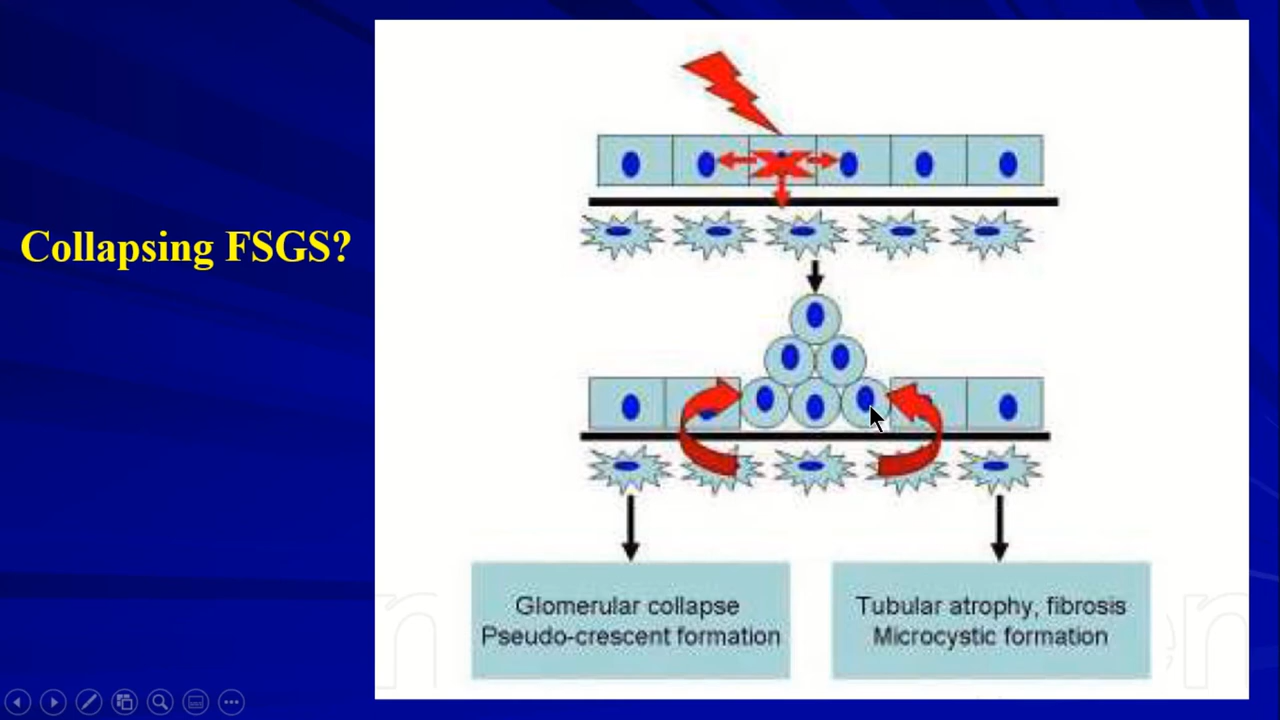 Collapsing FSGS?
Glomerular collapse
Pseudo-crescent formation
Tubular atrophy, fibrosis
Microcystic formation